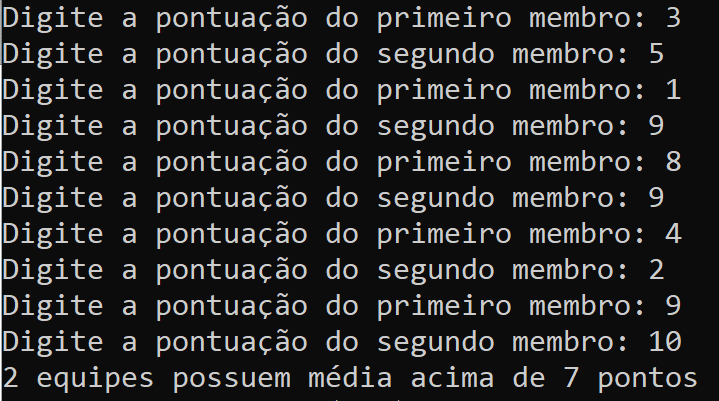 Digite a pontuação do primeiro membro: 3
Digite a pontuação do segundo membro: 5
Digite a pontuação do primeiro membro: 1
Digite a pontuação do segundo membro: 9
Digite a pontuação do primeiro membro: 8
Digite a pontuação do segundo membro: 9
Digite a pontuação do primeiro membro: 4
Digite a pontuação do segundo membro: 2
Digite a pontuação do primeiro membro: 9
Digite a pontuação do segundo membro: 10
2 equipes possuem média acima de 7 pontos